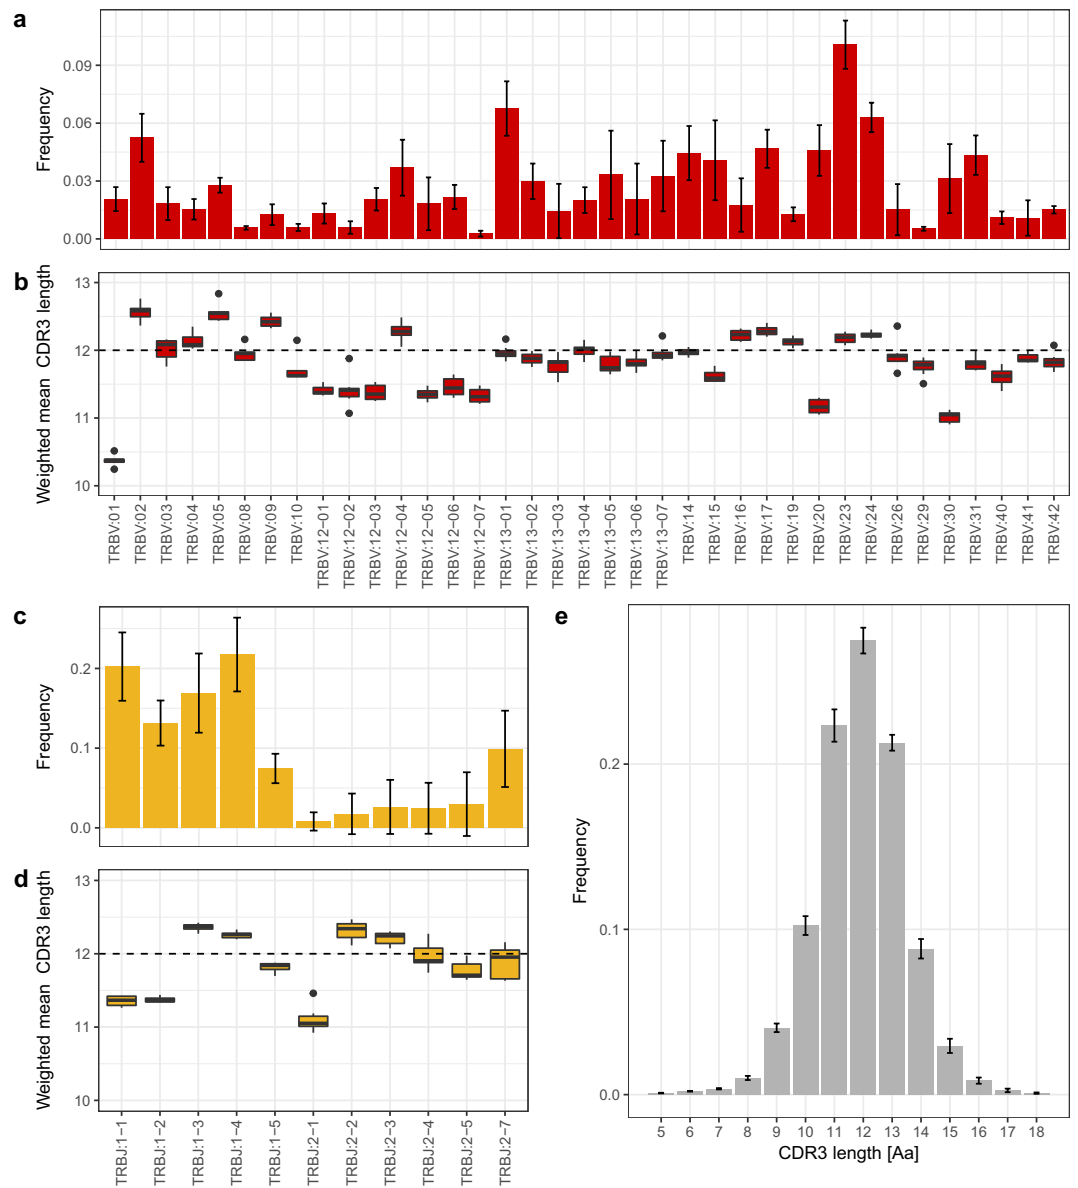 a
Frequency
0.09
0.06
0.03
0.00
b
Weighted mean CDR3 length
13
12
11
10
TRBV:01
TRBV:02
TRBV:03
TRBV:04
TRBV:05
TRBV:08
TRBV:09
TRBV:10
TRBV:12−01
TRBV:12−02
TRBV:12−03
TRBV:12−04
TRBV:12−05
TRBV:12−06
TRBV:12−07
TRBV:13−01
TRBV:13−02
TRBV:13−03
TRBV:13−04
TRBV:13−05
TRBV:13−06
TRBV:13−07
TRBV:14
TRBV:15
TRBV:16
TRBV:17
TRBV:19
TRBV:20
TRBV:23
TRBV:24
TRBV:26
TRBV:29
TRBV:30
TRBV:31
TRBV:40
TRBV:41
TRBV:42
c
Frequency
0.2
0.1
0.0
d
Weighted mean CDR3 length
13
12
11
10
TRBJ:1−1
TRBJ:1−2
TRBJ:1−3
TRBJ:1−4
TRBJ:1−5
TRBJ:2−1
TRBJ:2−2
TRBJ:2−3
TRBJ:2−4
TRBJ:2−5
TRBJ:2−7
e
Frequency
0.2
0.1
0.0
5 6 7 8 9 10 11 12 13 14 15 16 17 18
CDR3 length [Aa]